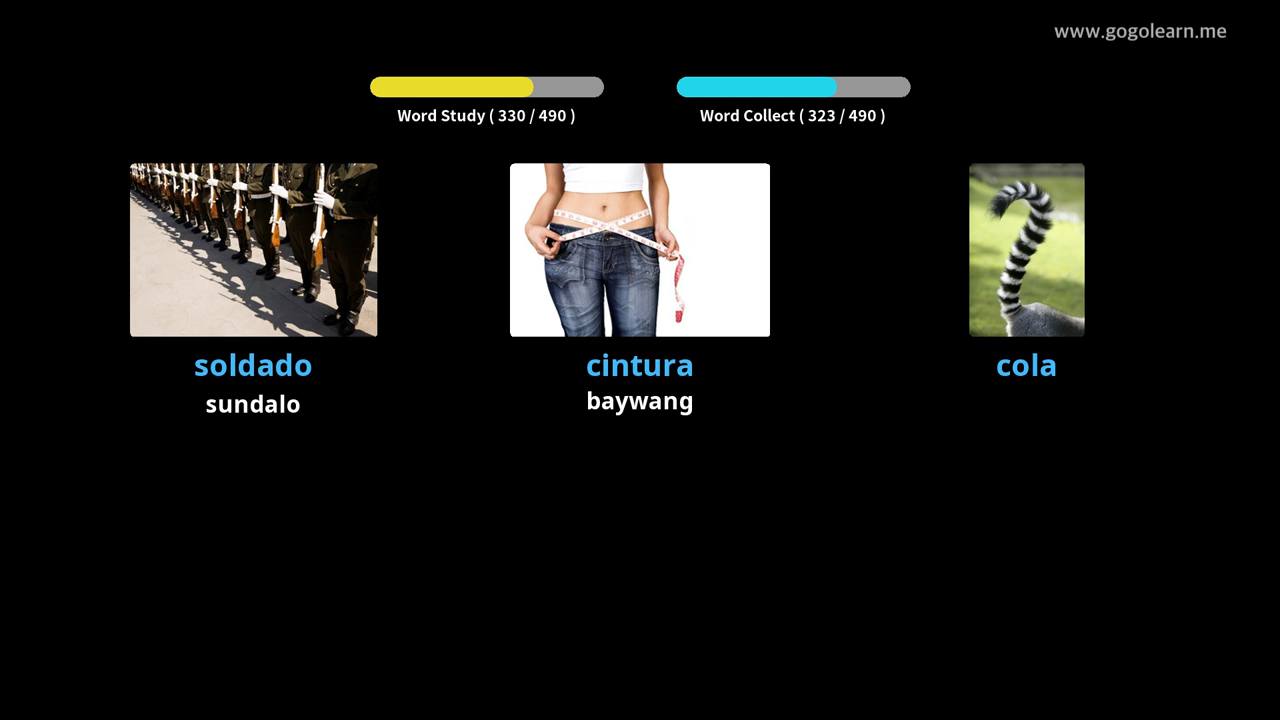 www.gogolearn.me
Word Study ( 330 / 490 )
Word Collect ( 323 / 490 )
soldado
sundalo
cintura
baywang
cola